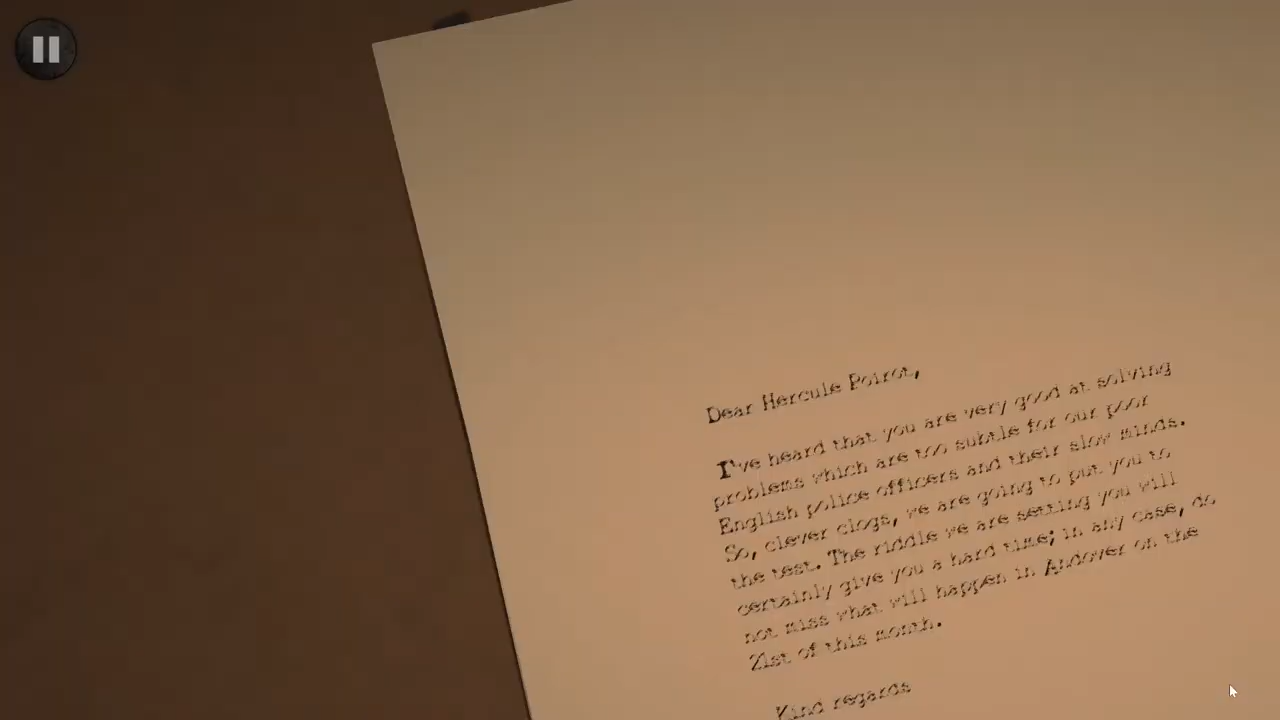 Dear Hercule Poirot,
I've heard that you are very good at solving
problems which are too subtle for our poor
English police officers and their slow minds.
So, clever clogs, we are going to put you to
the test. The riddle we are setting you will
certainly give you a hard time; in any case, do
not miss what will happen in Andover on the
21st of this month.
Kind regards